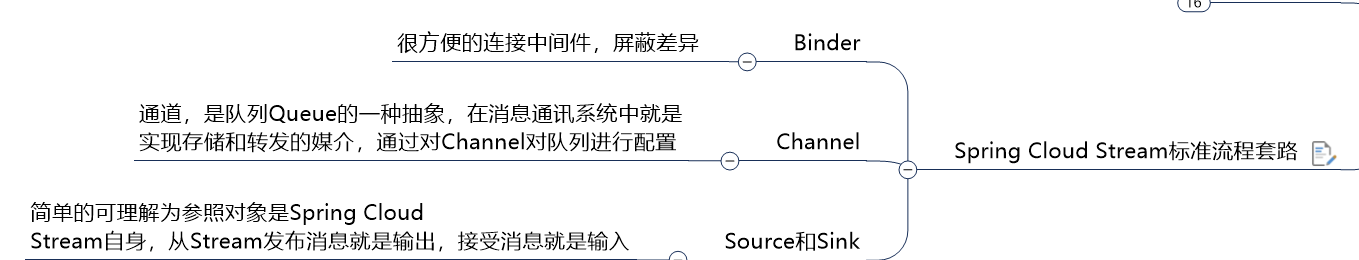 16
很方便的连接中间件，屏蔽差异
Binder
通道，是队列Queue的一种抽象，在消息通讯系统中就是
实现存储和转发的媒介，通过对Channel对队列进行配置
Channel
Spring Cloud Stream标准流程套路
简单的可理解为参照对象是Spring Cloud
Stream自身，从Stream发布消息就是输出，接受消息就是输入
Source和Sink